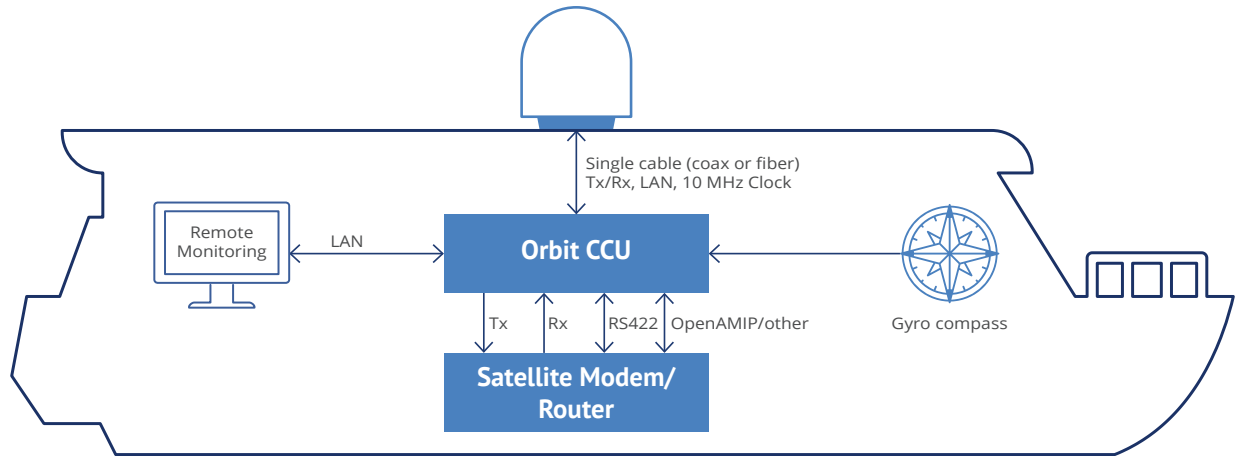 Single cable (coax or fiber)
Tx/Rx, LAN, 10 MHz Clock
Remote
Monitoring
LAN
Orbit CCU
Tx
Rx
RS422
OpenAMIP/other
Gyro compass
Satellite Modem/
Router